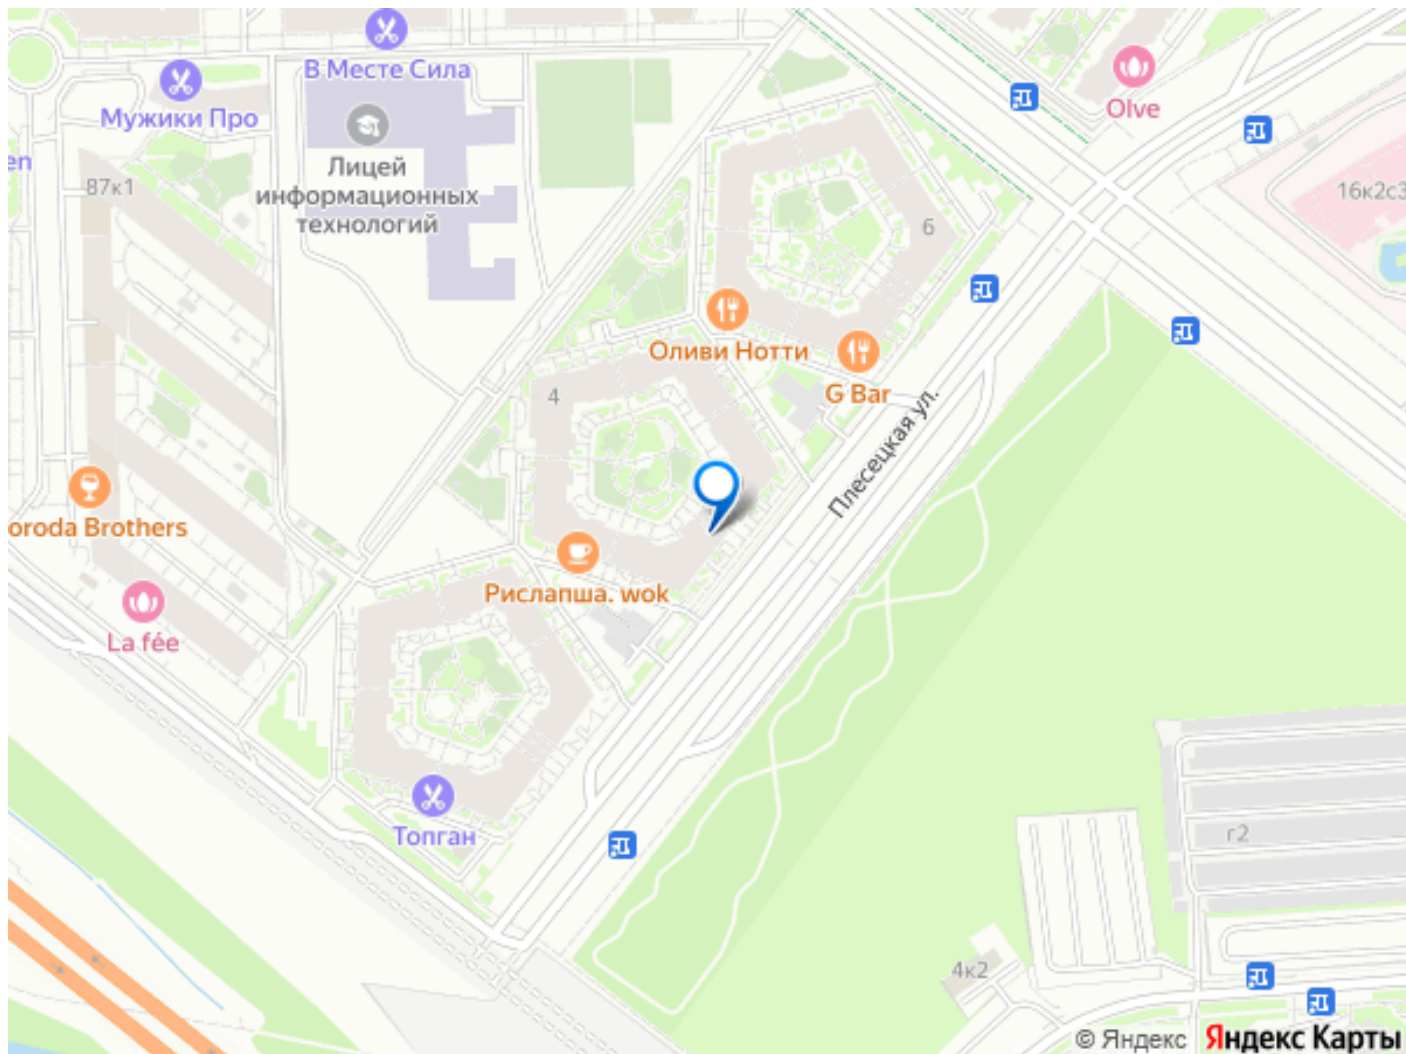 В Месте Сила
Мужики Про
Olve
Лицей
информационных
технологий
en
87к1
16к2с3
6
Оливи Нотти
G Bar
4
Плесецкая ул.
oroda Brothers
Рислапша. wok
La fée
Топган
г2
4к2
© Яндекс Яндекс Карты